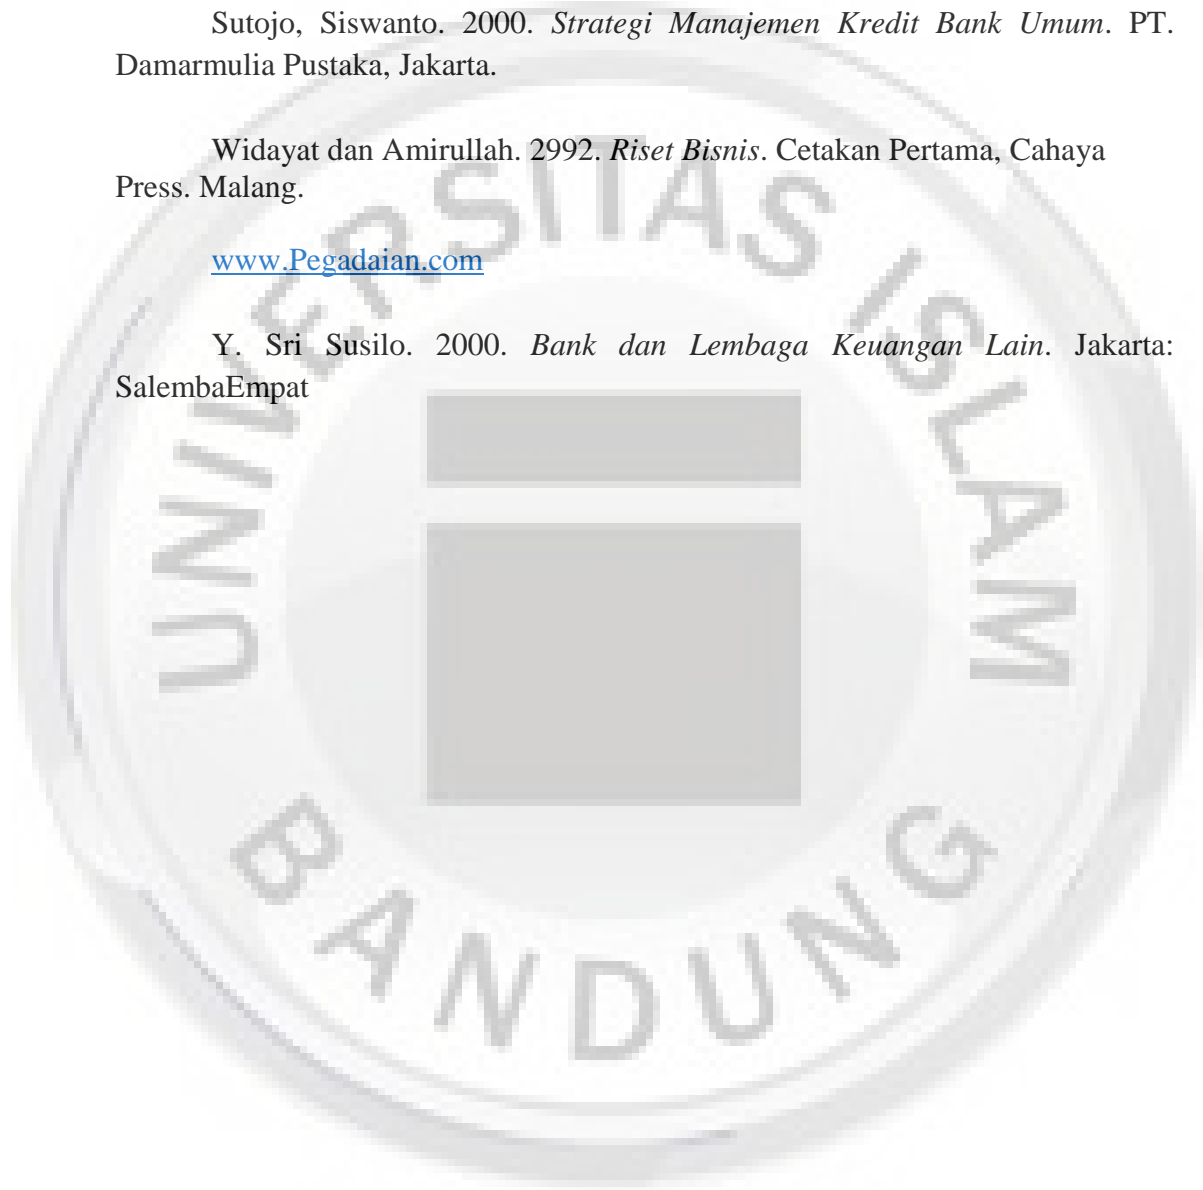 Sutojo, Siswanto. 2000. Strategi Manajemen Kredit Bank Umum. PT.
Damarmulia Pustaka, Jakarta.
Widayat dan Amirullah. 2992. Riset Bisnis. Cetakan Pertama, Cahaya
Press. Malang.
www.Pegadaian.com
Y. Sri Susilo. 2000. Bank dan Lembaga Keuangan Lain. Jakarta:
SalembaEmpat
UNIVERSITAS ISLAM
BANDUNG